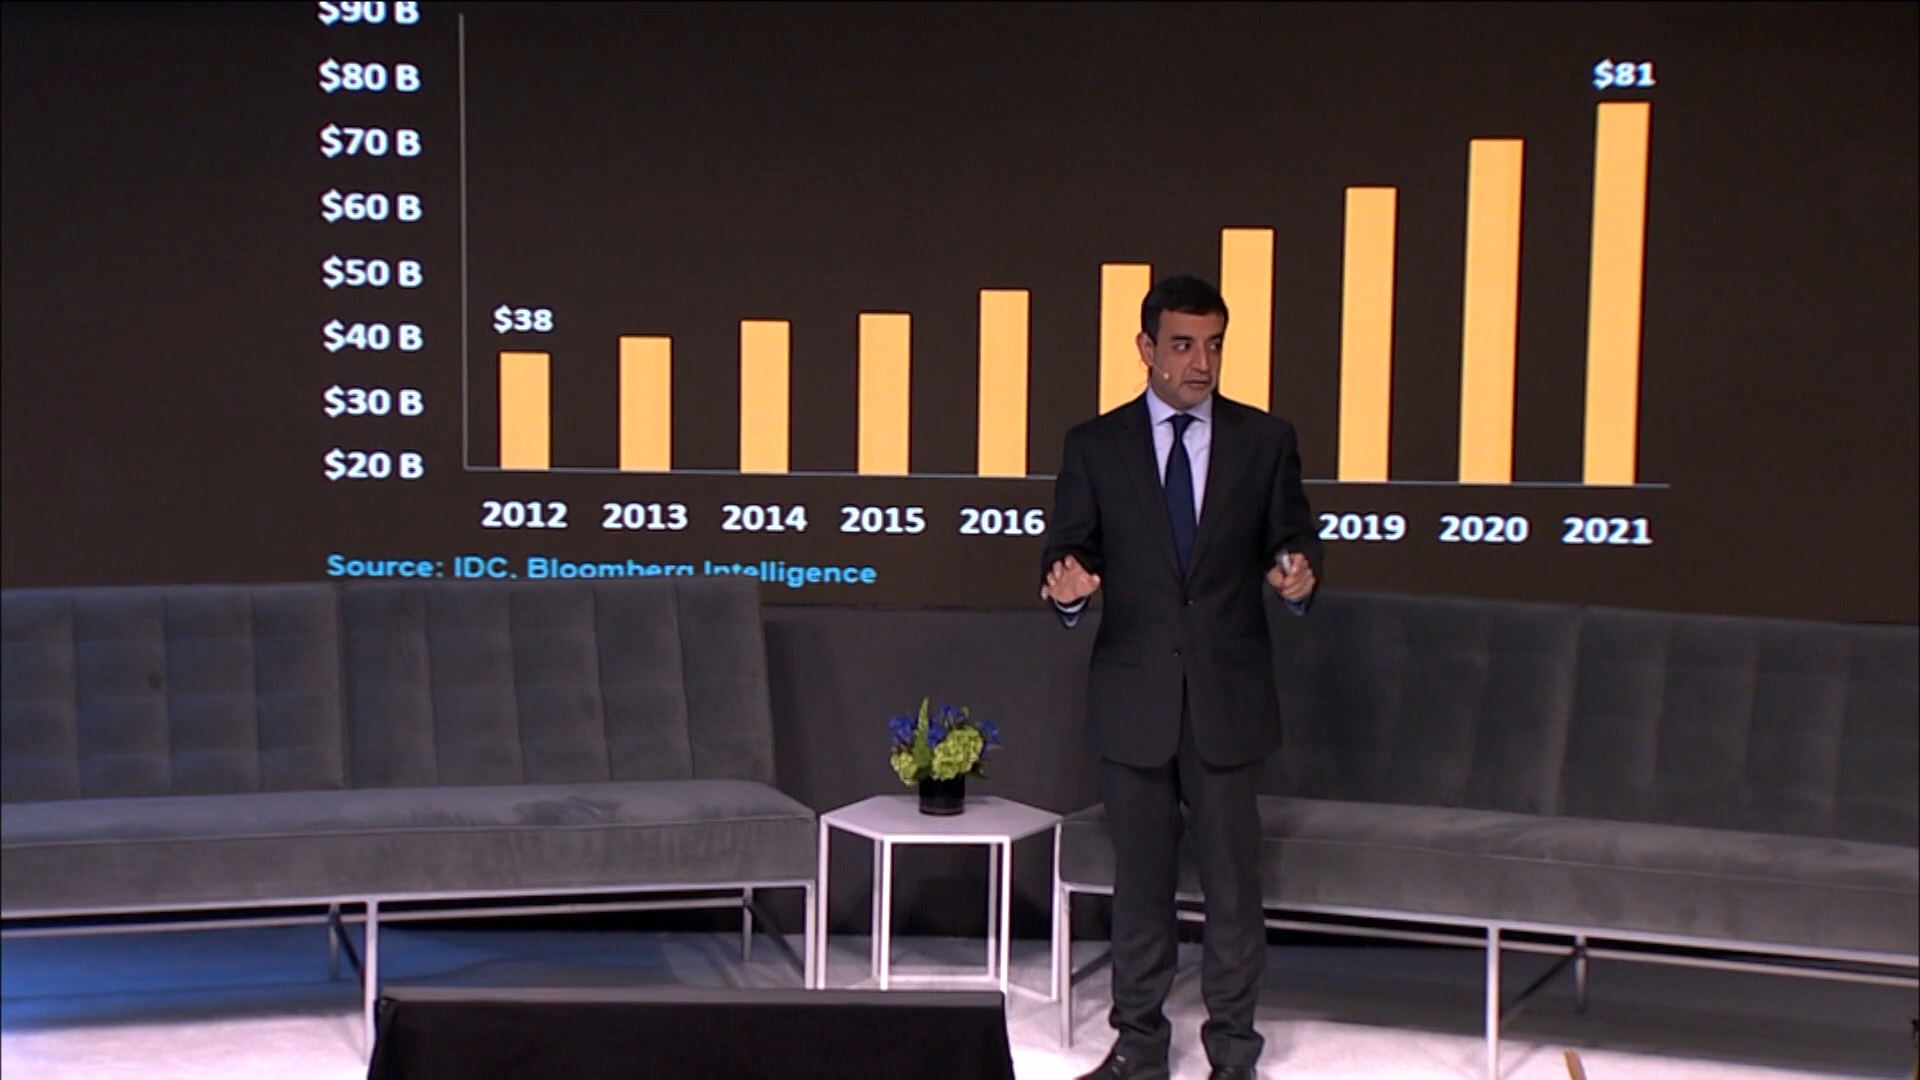 $90 B
$80 B
$81
$70 B
$60 B
$50 B
$38
$40 B
$30 B
$20 B
2012 2013 2014 2015 2016 2019 2020 2021
Source: IDC, Bloomberg Intelligence